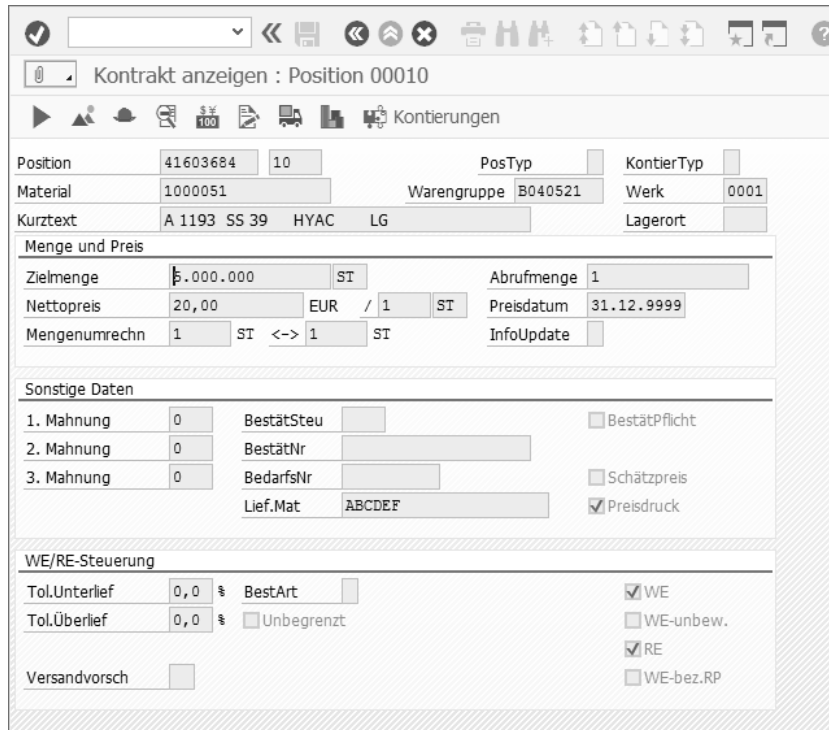 Kontrakt anzeigen : Position 00010
Kontierungen
Position 41603684 10 PosTyp KontierTyp
Material 1000051 Warengruppe B040521 Werk 0001
Kurztext A 1193 SS 39 HYAC LG Lagerort
Menge und Preis
Zielmenge 5.000.000 ST Abrufmenge 1
Nettopreis 20,00 EUR / 1 ST Preisdatum 31.12.9999
Mengenumrechn 1 ST <-> 1 ST InfoUpdate
Sonstige Daten
1. Mahnung 0 BestätSteu BestätPflicht
2. Mahnung 0 BestätNr
3. Mahnung 0 BedarfsNr Schätzpreis
Lief.Mat ABCDEF Preisdruck
WE/RE-Steuerung
Tol.Unterlief 0,0 % BestArt WE
Tol.Überlief 0,0 % Unbegrenzt WE-unbew.
RE
Versandvorsch WE-bez.RP